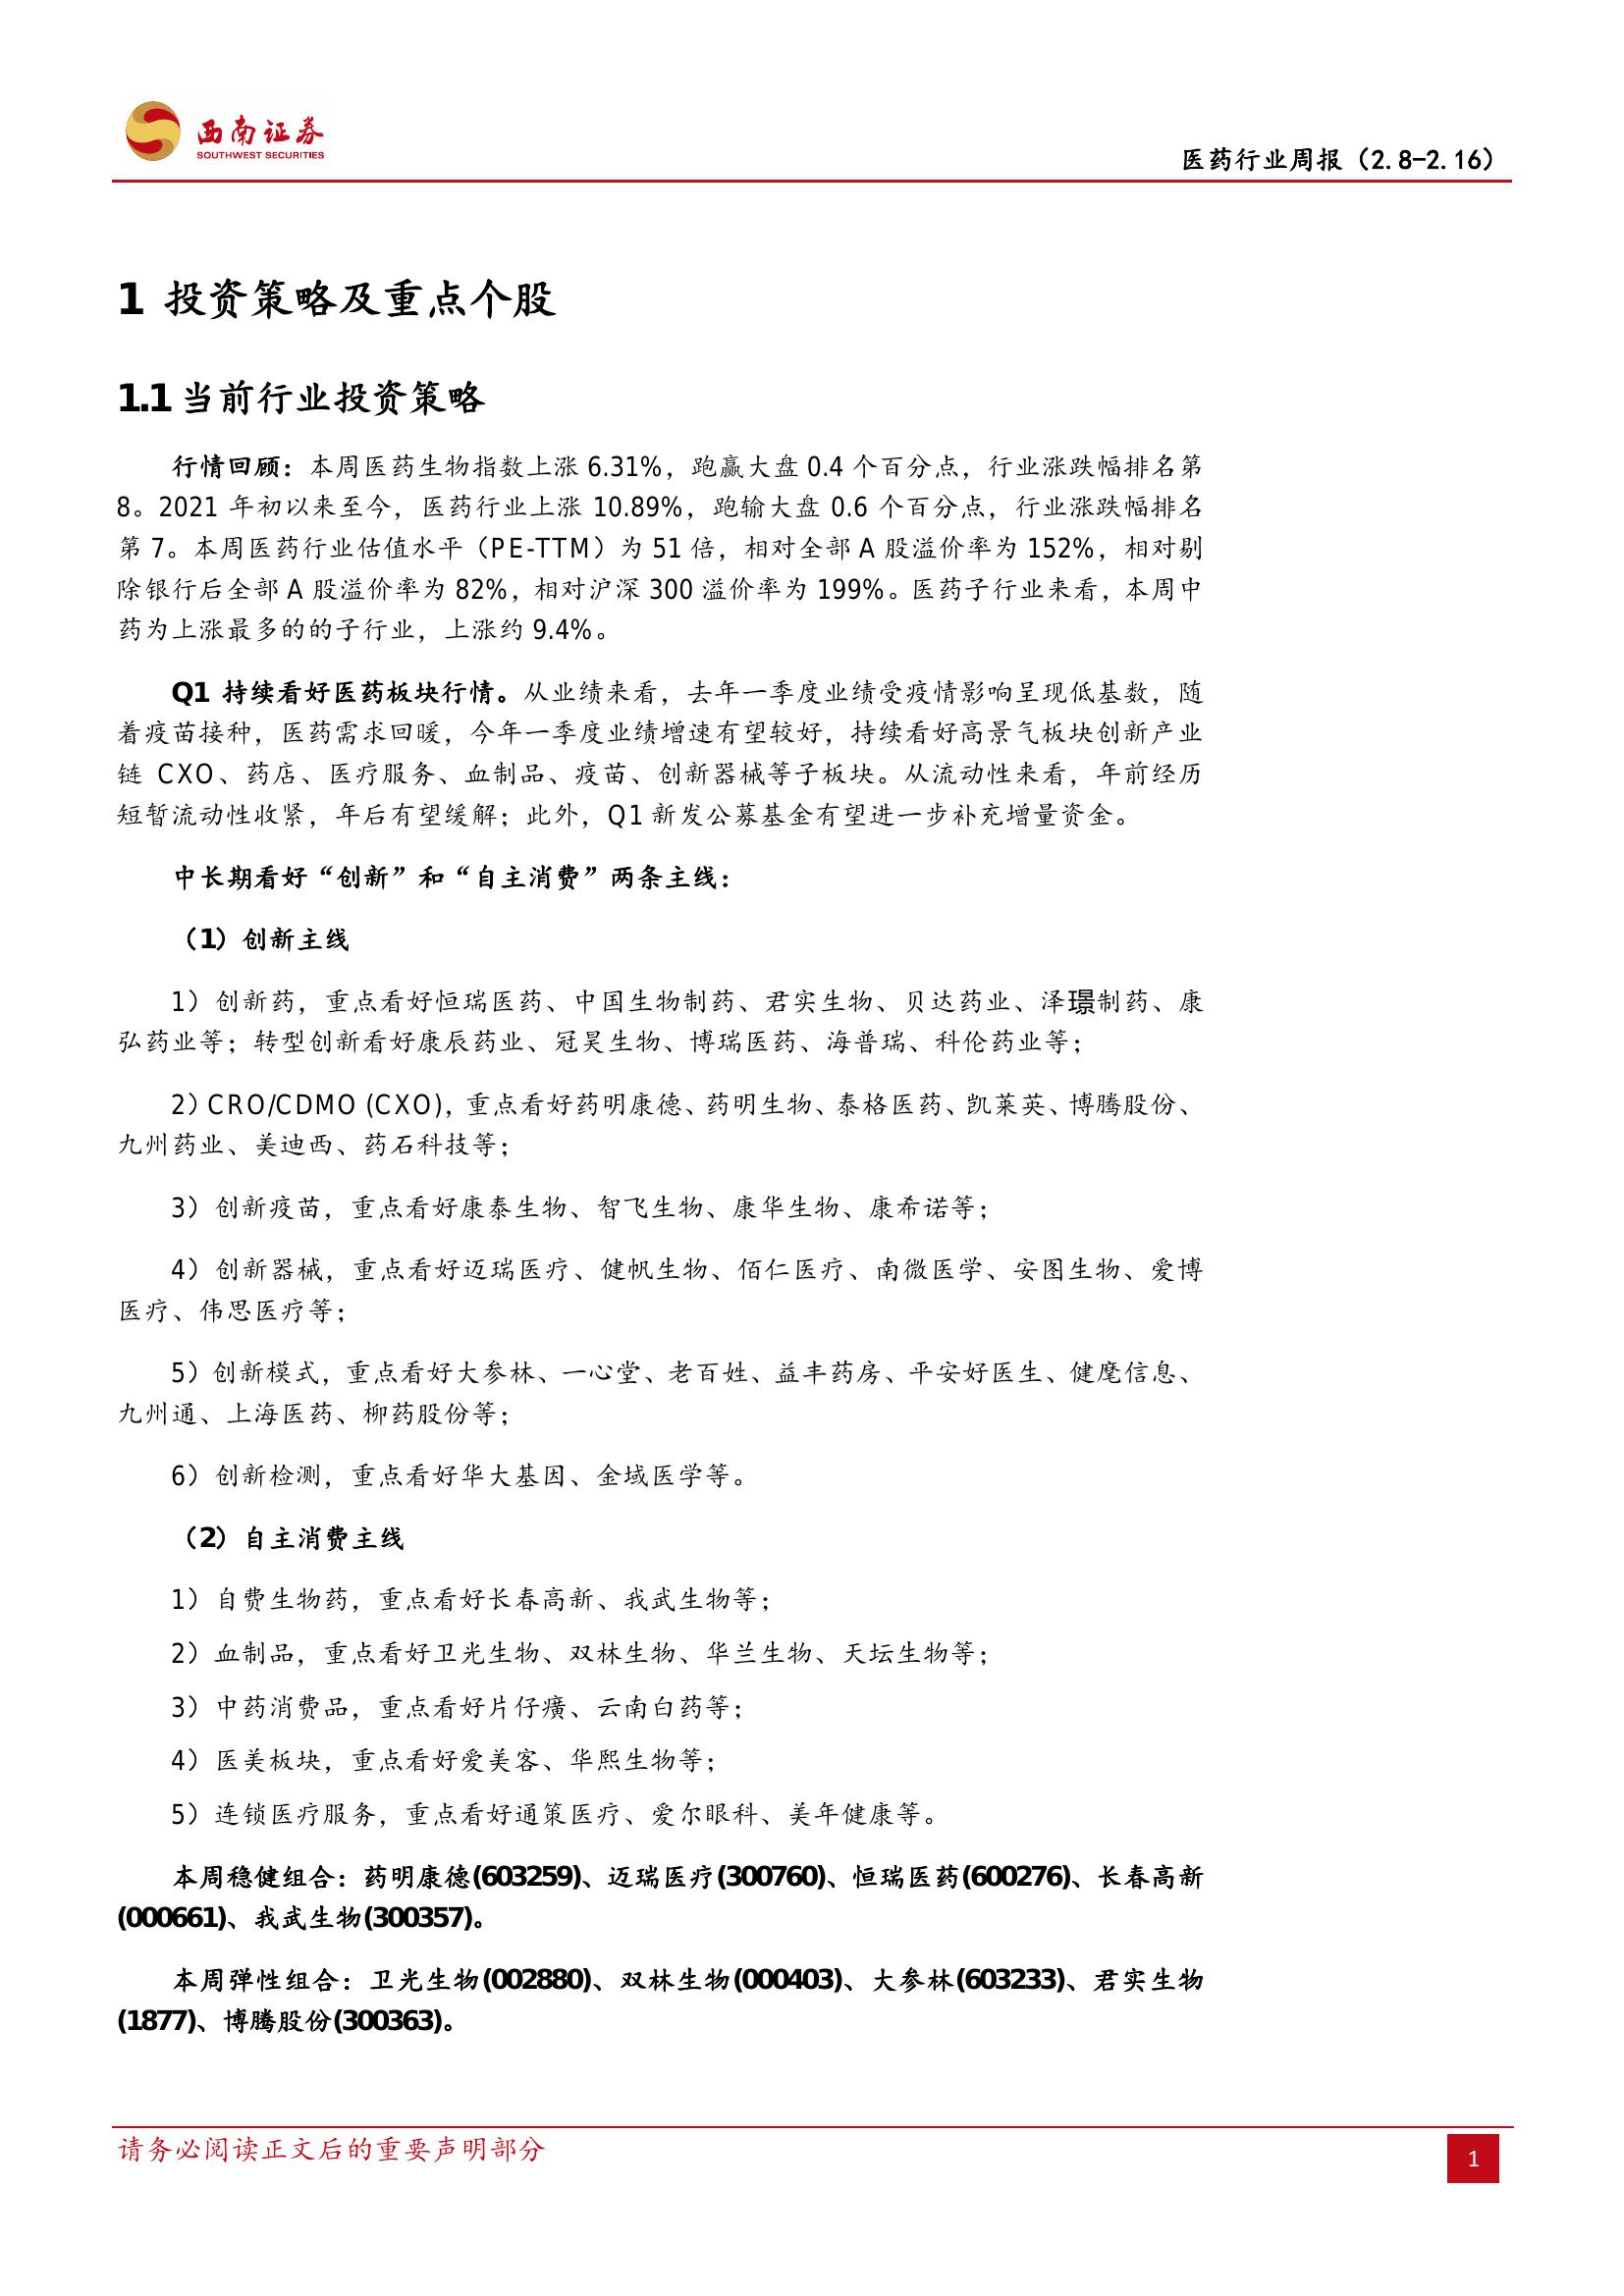 西南证券
SOUTHWEST SECURITIES
医药行业周报（2.8-2.16）
1 投资策略及重点个股
1.1 当前行业投资策略
行情回顾：本周医药生物指数上涨 6.31%，跑赢大盘 0.4 个百分点，行业涨跌幅排名第
8。2021 年初以来至今，医药行业上涨 10.89%，跑输大盘 0.6 个百分点，行业涨跌幅排名
第 7。本周医药行业估值水平（PE-TTM）为 51 倍，相对全部 A 股溢价率为 152%，相对剔
除银行后全部 A 股溢价率为 82%，相对沪深 300 溢价率为 199%。医药子行业来看，本周中
药为上涨最多的的子行业，上涨约 9.4%。
Q1 持续看好医药板块行情。从业绩来看，去年一季度业绩受疫情影响呈现低基数，随
着疫苗接种，医药需求回暖，今年一季度业绩增速有望较好，持续看好高景气板块创新产业
链 CXO、药店、医疗服务、血制品、疫苗、创新器械等子板块。从流动性来看，年前经历
短暂流动性收紧，年后有望缓解；此外，Q1 新发公募基金有望进一步补充增量资金。
中长期看好“创新”和“自主消费”两条主线：
（1）创新主线
1）创新药，重点看好恒瑞医药、中国生物制药、君实生物、贝达药业、泽璟制药、康
弘药业等；转型创新看好康辰药业、冠昊生物、博瑞医药、海普瑞、科伦药业等；
2）CRO/CDMO (CXO)，重点看好药明康德、药明生物、泰格医药、凯莱英、博腾股份、
九州药业、美迪西、药石科技等；
3）创新疫苗，重点看好康泰生物、智飞生物、康华生物、康希诺等；
4）创新器械，重点看好迈瑞医疗、健帆生物、佰仁医疗、南微医学、安图生物、爱博
医疗、伟思医疗等；
5）创新模式，重点看好大参林、一心堂、老百姓、益丰药房、平安好医生、健麾信息、
九州通、上海医药、柳药股份等；
6）创新检测，重点看好华大基因、金域医学等。
（2）自主消费主线
1）自费生物药，重点看好长春高新、我武生物等；
2）血制品，重点看好卫光生物、双林生物、华兰生物、天坛生物等；
3）中药消费品，重点看好片仔癀、云南白药等；
4）医美板块，重点看好爱美客、华熙生物等；
5）连锁医疗服务，重点看好通策医疗、爱尔眼科、美年健康等。
本周稳健组合：药明康德(603259)、迈瑞医疗(300760)、恒瑞医药(600276)、长春高新
(000661)、我武生物(300357)。
本周弹性组合：卫光生物(002880)、双林生物(000403)、大参林(603233)、君实生物
(1877)、博腾股份(300363)。
请务必阅读正文后的重要声明部分
1